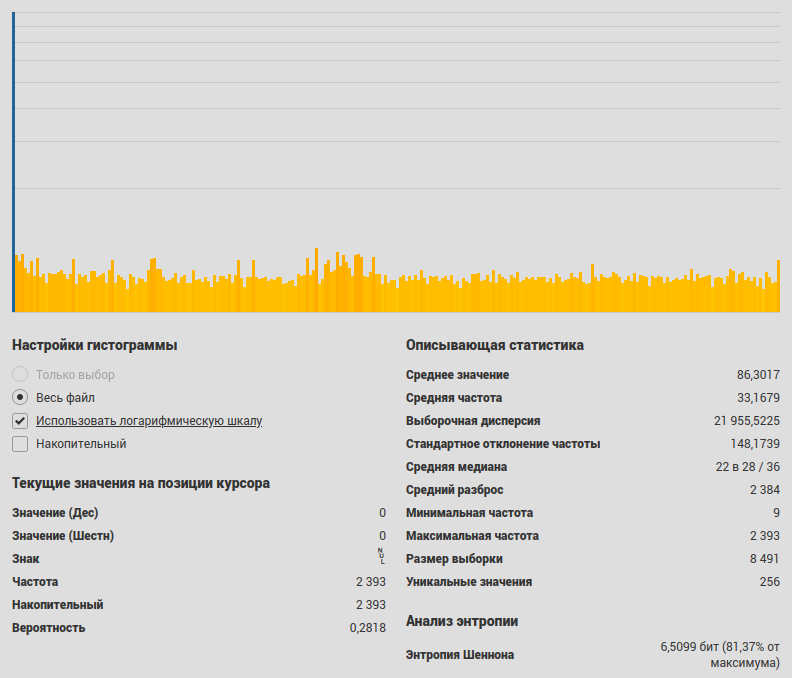 Настройки гистограммы
Только выбор
Весь файл
Использовать логарифмическую шкалу
Накопительный
Текущие значения на позиции курсора
Значение (Дес) 0
Значение (Шестн) 0
Знак NUL
Частота 2 393
Накопительный 2 393
Вероятность 0,2818
Описывающая статистика
Среднее значение 86,3017
Средняя частота 33,1679
Выборочная дисперсия 21 955,5225
Стандартное отклонение частоты 148,1739
Средняя медиана 22 в 28 / 36
Средний разброс 2 384
Минимальная частота 9
Максимальная частота 2 393
Размер выборки 8 491
Уникальные значения 256
Анализ энтропии
Энтропия Шеннона 6,5099 бит (81,37% от
максимума)